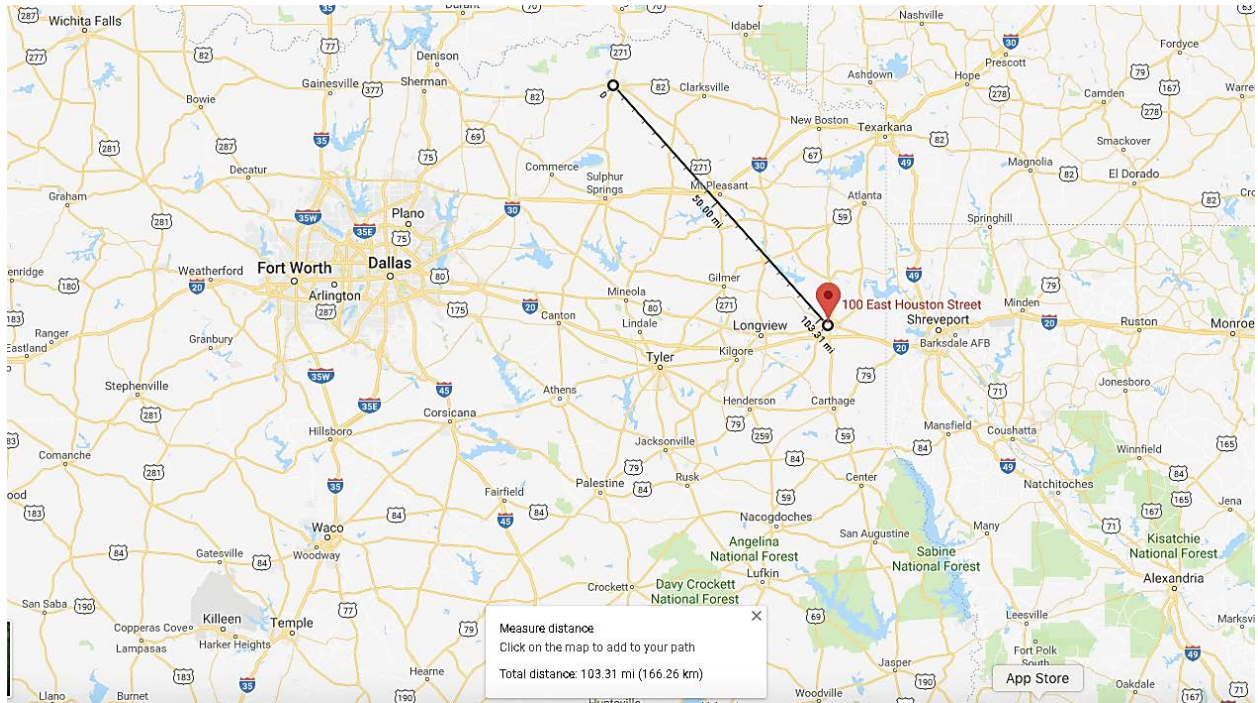 Wichita Falls
Durant
Idabel
Nashville
Fordyce
Prescott
Hope
Ashdown
Denison
Gainesville
Sherman
Bowie
Clarksville
Camden
New Boston
Texarkana
Smackover
Magnolia
El Dorado
Decatur
Commerce
Sulphur
Springs
Mt Pleasant
Atlanta
Graham
Springhill
Plano
50.00 mi
Weatherford
Fort Worth
Dallas
Arlington
Mineola
Gilmer
100 East Houston Street
Minden
Shreveport
Ruston
Monroe
Barksdale AFB
Canton
Lindale
Longview
103.31 mi
Ranger
Eastland
Granbury
Tyler
Kilgore
Stephenville
Athens
Henderson
Carthage
Jonesboro
Corsicana
Hillsboro
Mansfield
Coushatta
Comanche
Jacksonville
Winnfield
Palestine
Rusk
Center
Natchitoches
Fairfield
Jena
Waco
Woodway
Nacogdoches
San Augustine
Many
Gatesville
Angelina
National Forest
Sabine
National Forest
Kisatchie
National Forest
Crockett
Davy Crockett
National Forest
Lufkin
Alexandria
San Saba
Killeen
Temple
Copperas Cove
Harker Heights
Lampasas
Leesville
Fort Polk
South
Hearne
Jasper
Oakdale
Llano
Burnet
Huntsville
Woodville
Measure distance
Click on the map to add to your path
Total distance: 103.31 mi (166.26 km)
App Store